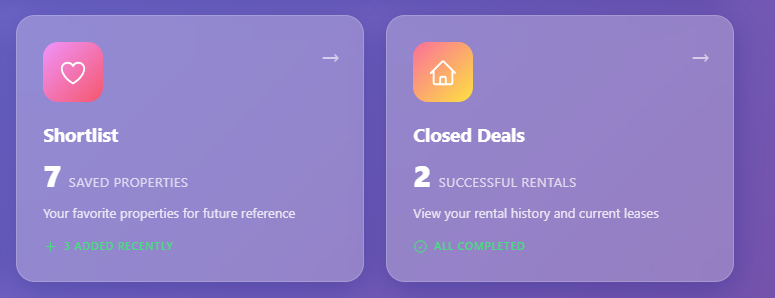 Shortlist
7 SAVED PROPERTIES
Your favorite properties for future reference
3 ADDED RECENTLY
Closed Deals
2 SUCCESSFUL RENTALS
View your rental history and current leases
ALL COMPLETED